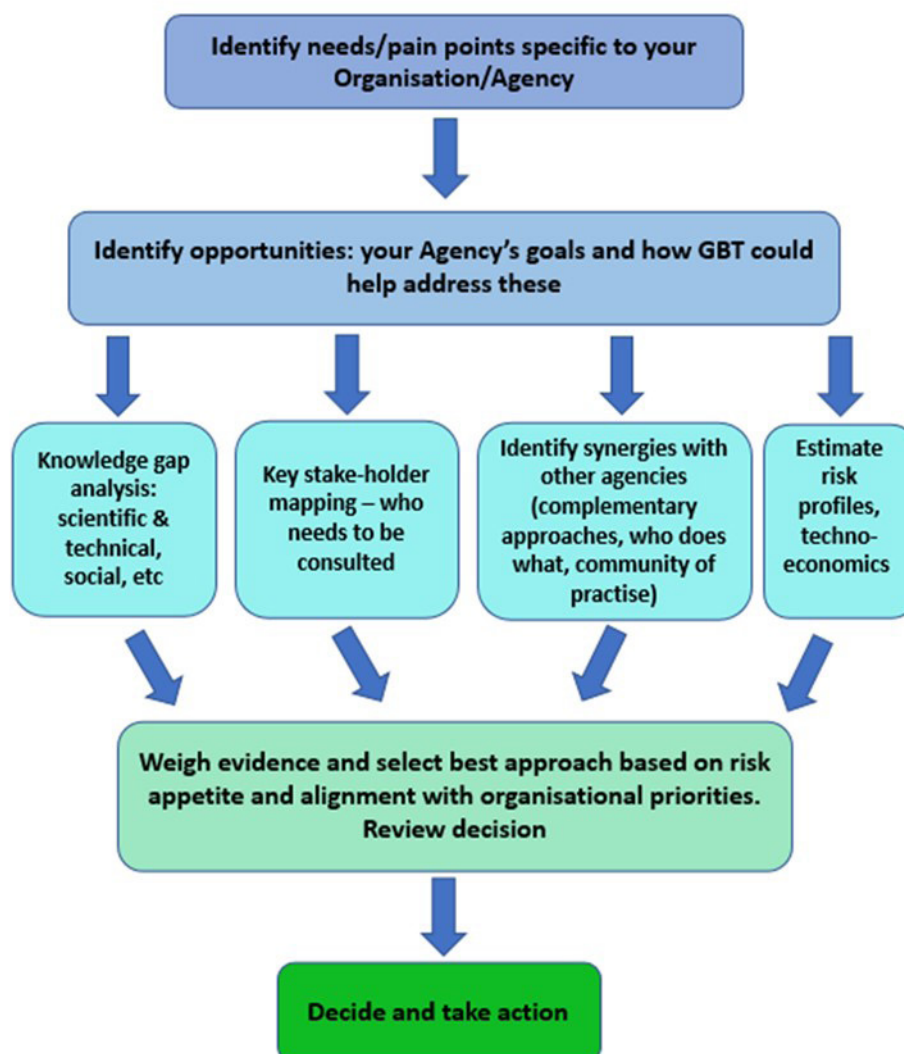 Identify needs/pain points specific to your
Organisation/Agency
Identify opportunities: your Agency’s goals and how GBT could
help address these
Knowledge gap
analysis:
scientific &
technical,
social, etc
Key stake-holder
mapping – who
needs to be
consulted
Identify synergies with
other agencies
(complementary
approaches, who does
what, community of
practise)
Estimate
risk
profiles,
techno-
economics
Weigh evidence and select best approach based on risk
appetite and alignment with organisational priorities.
Review decision
Decide and take action